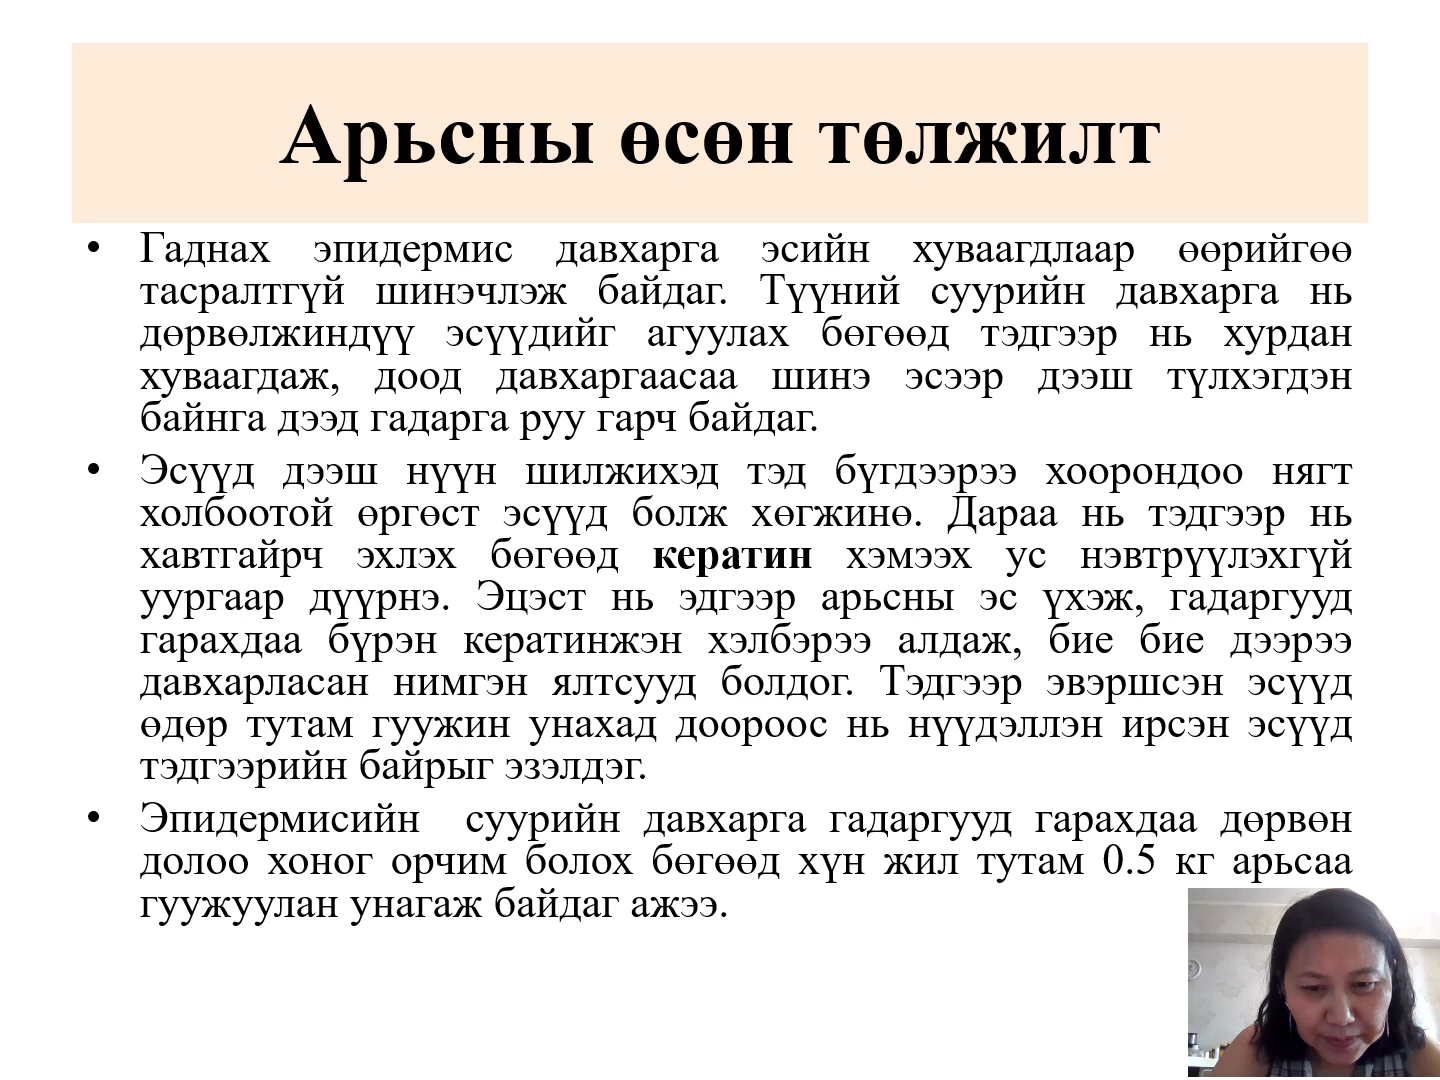 Арьсны өсөн төлжилт
• Гаднах эпидермис давхарга эсийн хуваагдлаар өөрийгөө
тасралтгүй шинэчлэж байдаг. Түүний суурийн давхарга нь
дөрвөлжиндүү эсүүдийг агуулах бөгөөд тэдгээр нь хурдан
хуваагдаж, доод давхаргаасаа шинэ эсээр дээш түлхэгдэн
байнга дээд гадарга руу гарч байдаг.
• Эсүүд дээш нүүн шилжихэд тэд бүгдээрээ хоорондоо нягт
холбоотой өргөст эсүүд болж хөгжинө. Дараа нь тэдгээр нь
хавтгайрч эхлэх бөгөөд кератин хэмээх ус нэвтрүүлэхгүй
уургаар дүүрнэ. Эцэст нь эдгээр арьсны эс үхэж, гадаргууд
гарахдаа бүрэн кератинжэн хэлбэрээ алдаж, бие бие дээрээ
давхарласан нимгэн ялтсууд болдог. Тэдгээр эвэршсэн эсүүд
өдөр тутам гуужин унахад доороос нь нүүдэллэн ирсэн эсүүд
тэдгээрийн байрыг эзэлдэг.
• Эпидермисийн суурийн давхарга гадаргууд гарахдаа дөрвөн
долоо хоног орчим болох бөгөөд хүн жил тутам 0.5 кг арьсаа
гуужуулан унагаж байдаг ажээ.